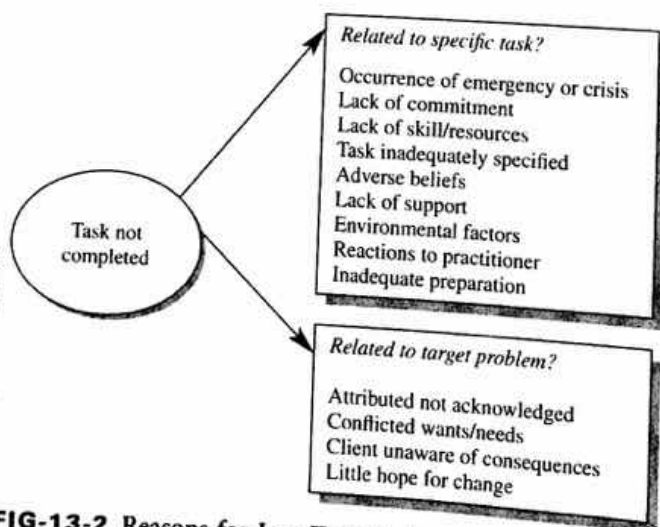 Task not
completed
Related to specific task?
Occurrence of emergency or crisis
Lack of commitment
Lack of skill/resources
Task inadequately specified
Adverse beliefs
Lack of support
Environmental factors
Reactions to practitioner
Inadequate preparation
Related to target problem?
Attributed not acknowledged
Conflicted wants/needs
Client unaware of consequences
Little hope for change
FIG-13-2 Reasons for Low